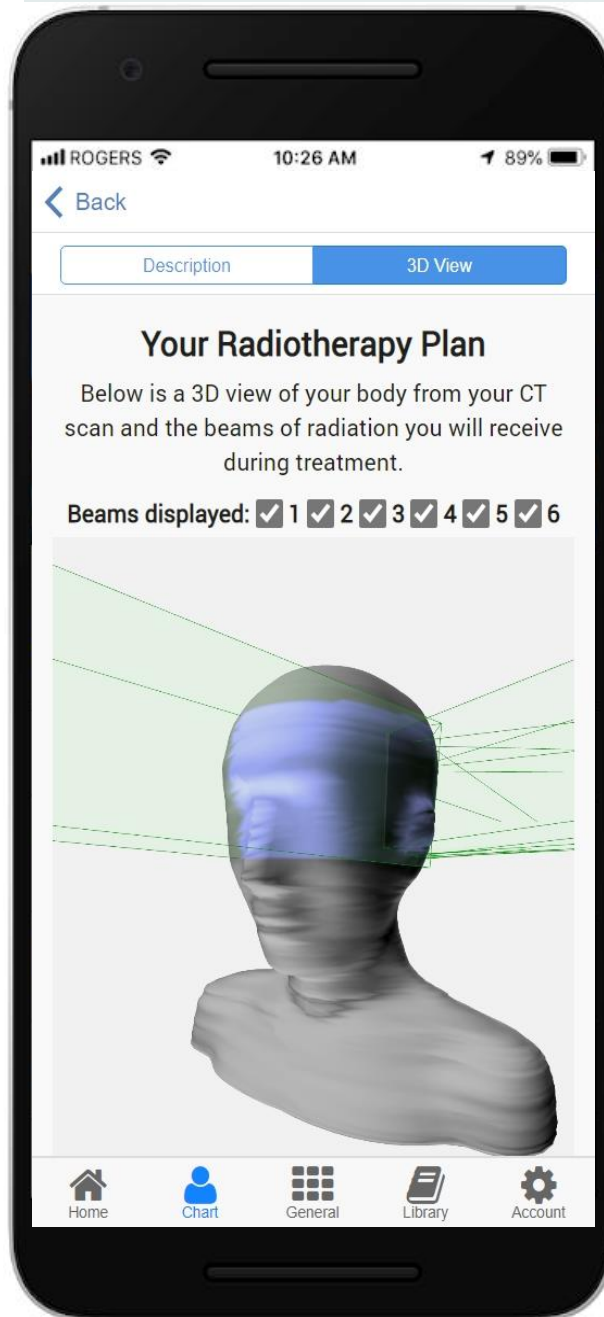 ROGERS 10:26 AM 89%
Back
Description 3D View
Your Radiotherapy Plan
Below is a 3D view of your body from your CT
scan and the beams of radiation you will receive
during treatment.
Beams displayed: 1 2 3 4 5 6
Home Chart General Library Account